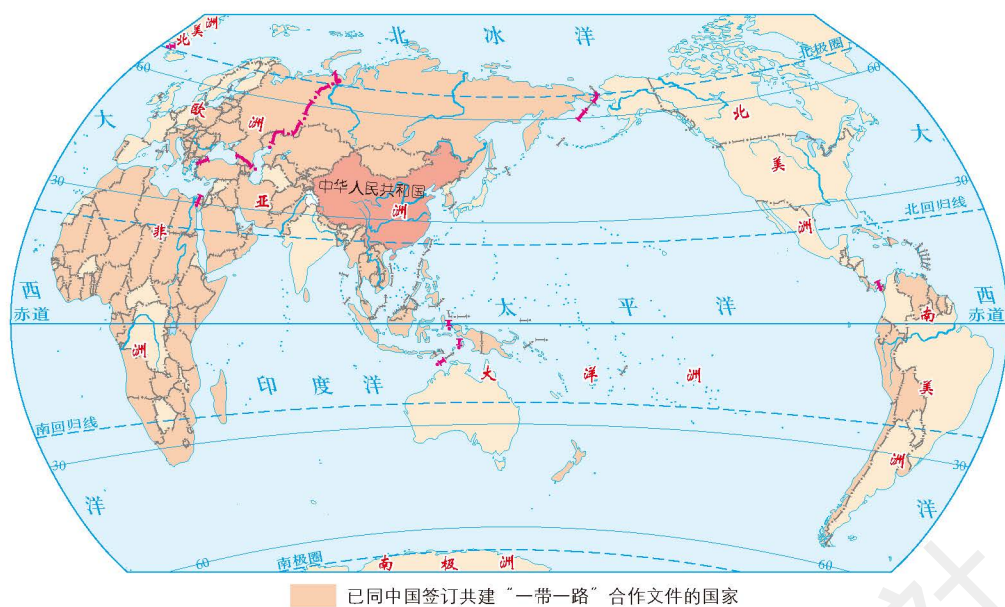 北美洲
北冰洋
北极圈
60
60
大
欧洲
北美洲
大
30
中华人民共和国
亚洲
30
非洲
北回归线
西
太平洋
西
赤道
赤道
南美洲
印度洋
大洋洲
南回归线
30
30
洋
洋
60
南极圈
南极洲
60
已同中国签订共建“一带一路”合作文件的国家